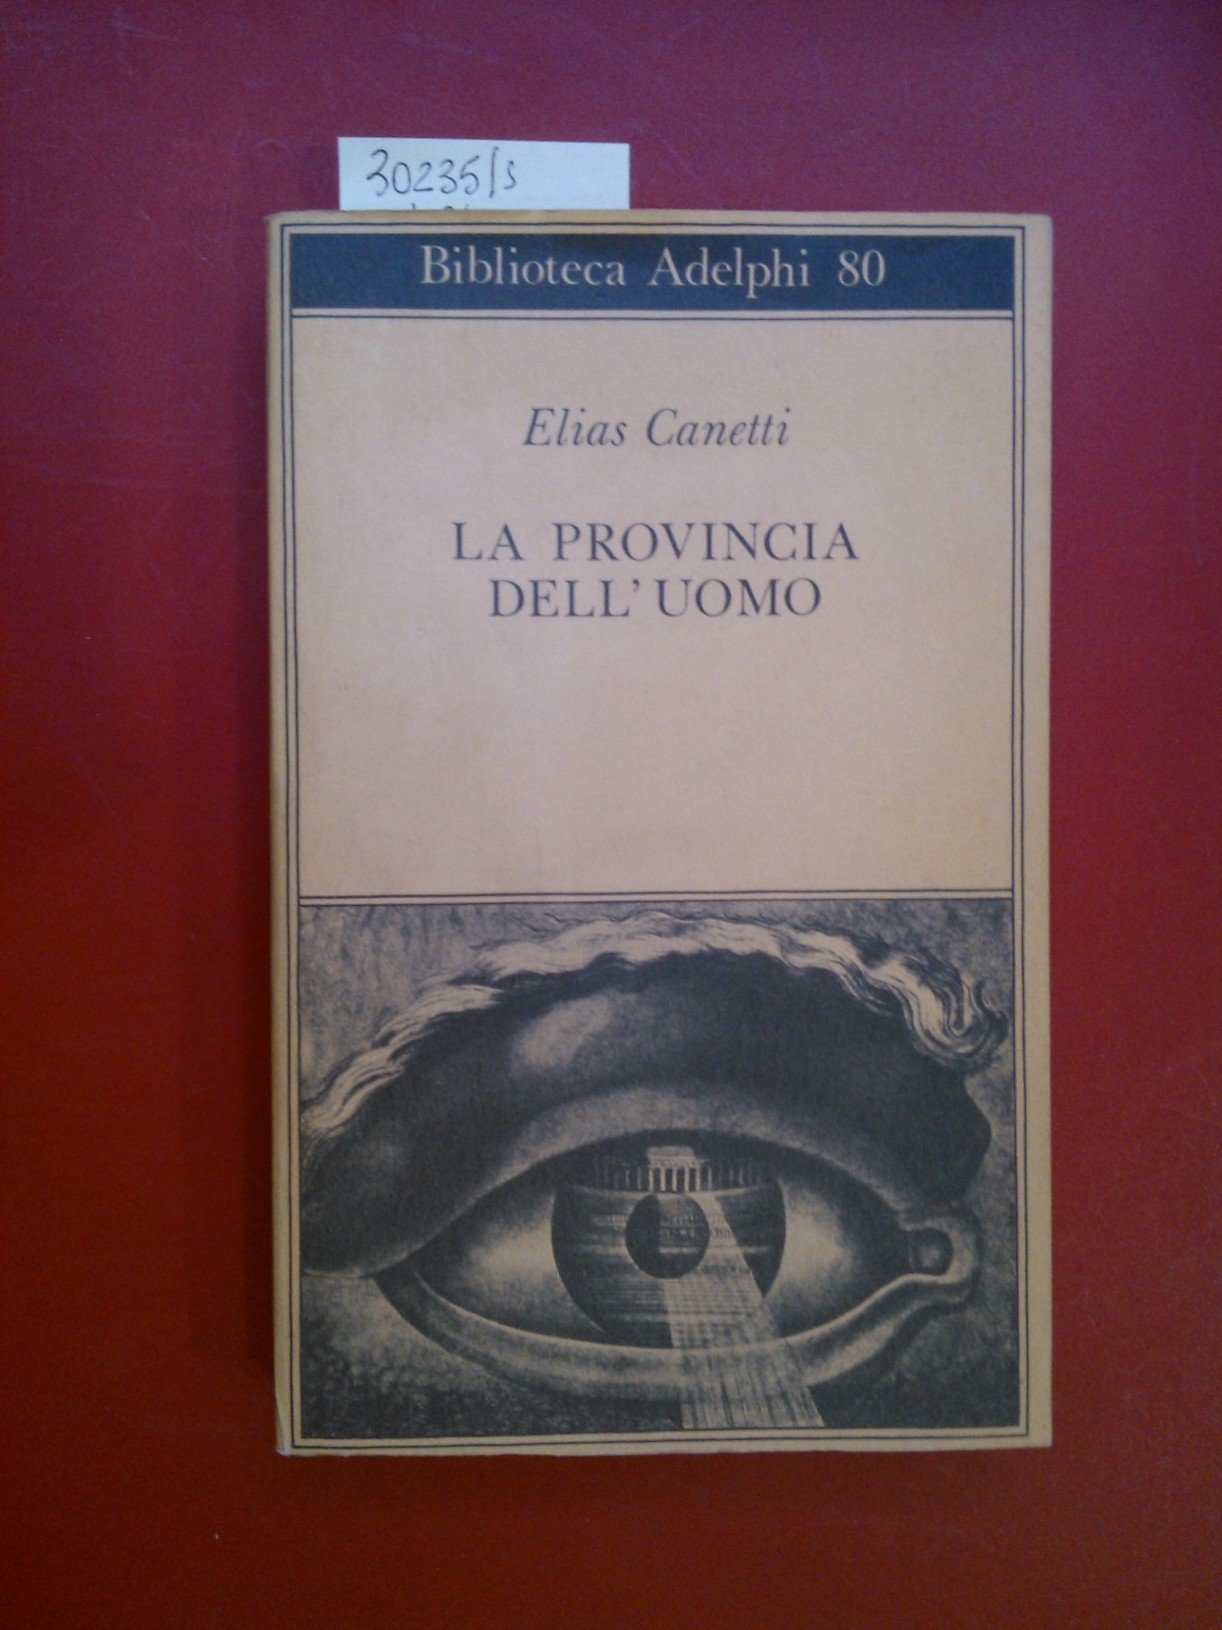 30235/s
Biblioteca Adelphi 80
Elias Canetti
LA PROVINCIA
DELL'UOMO